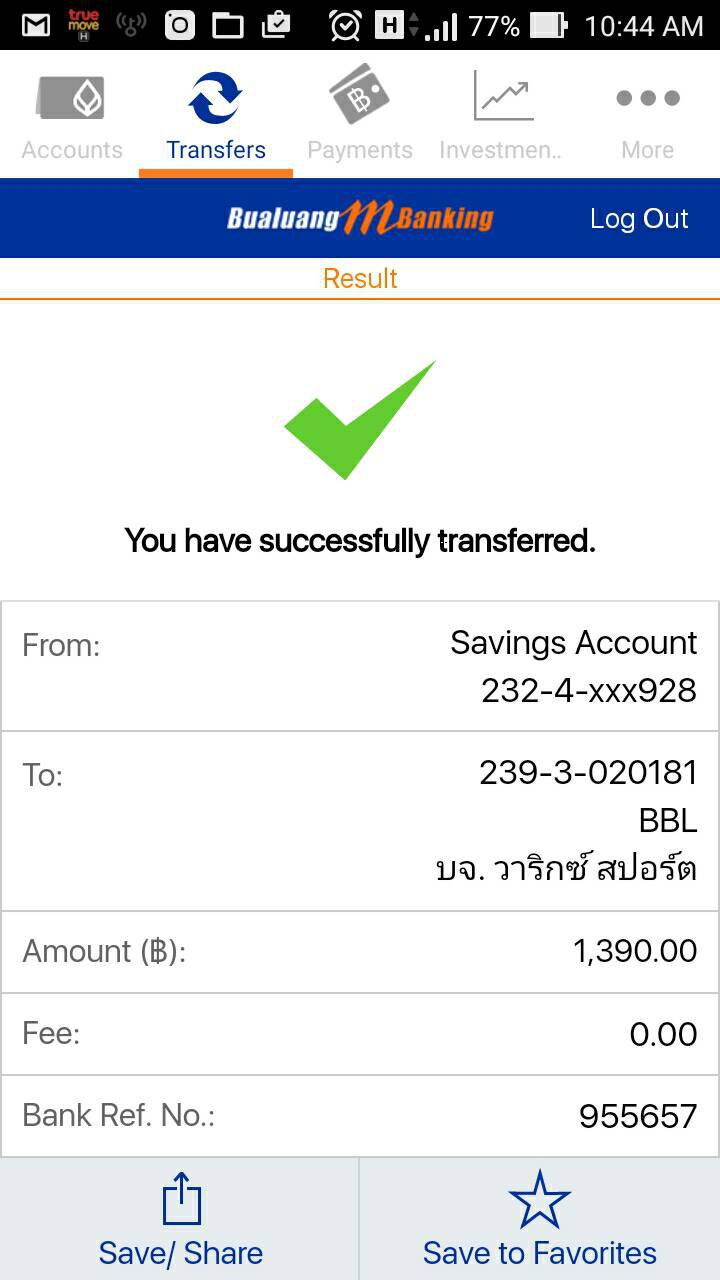 true
move
H
H
77%
10:44 AM
Accounts
Transfers
Payments
Investmen..
More
Bualuang mBanking
Log Out
Result
You have successfully transferred.
From:
Savings Account
232-4-xxx928
To:
239-3-020181
BBL
บจ. วาริกซ์ สปอร์ต
Amount (฿):
1,390.00
Fee:
0.00
Bank Ref. No.:
955657
Save/ Share
Save to Favorites